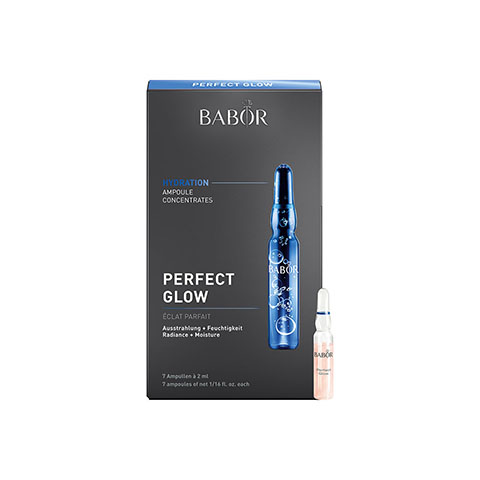 PERFECT GLOW
BABOR
HYDRATION
AMPOULE
CONCENTRATES
BABOR
PERFECT
GLOW
ÉCLAT PARFAIT
Ausstrahlung + Feuchtigkeit
Radiance + Moisture
7 Ampullen à 2 ml
7 ampoules of net 1/16 fl. oz. each
BABOR